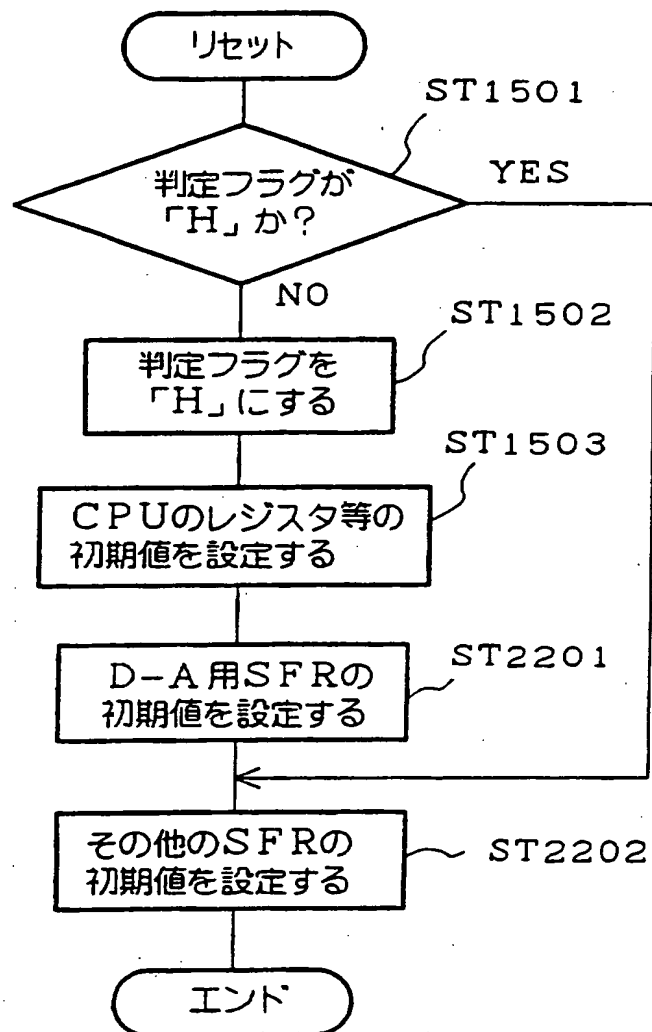 リセット
ST1501
判定フラグが
「H」か?
YES
NO
ST1502
判定フラグを
「H」にする
ST1503
CPUのレジスタ等の
初期値を設定する
ST2201
D-A用SFRの
初期値を設定する
その他のSFRの
初期値を設定する
ST2202
エンド